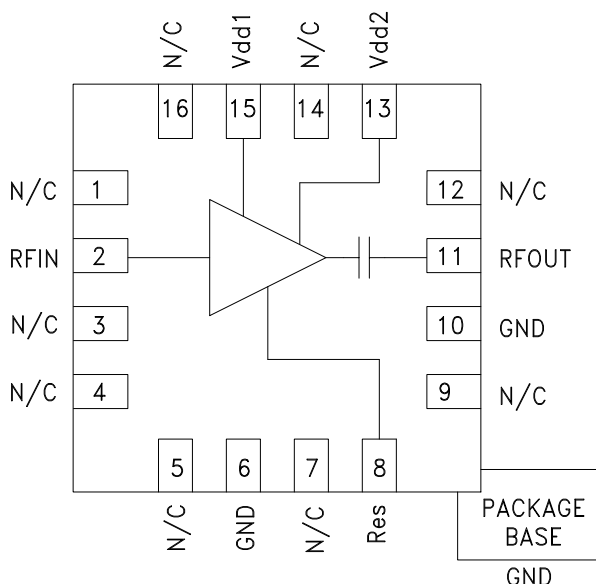 N/C
Vdd1
N/C
Vdd2
16
15
14
13
N/C
1
12
N/C
RFIN
2
11
RFOUT
N/C
3
10
GND
N/C
4
9
N/C
5
6
7
8
N/C
GND
N/C
Res
PACKAGE
BASE
GND